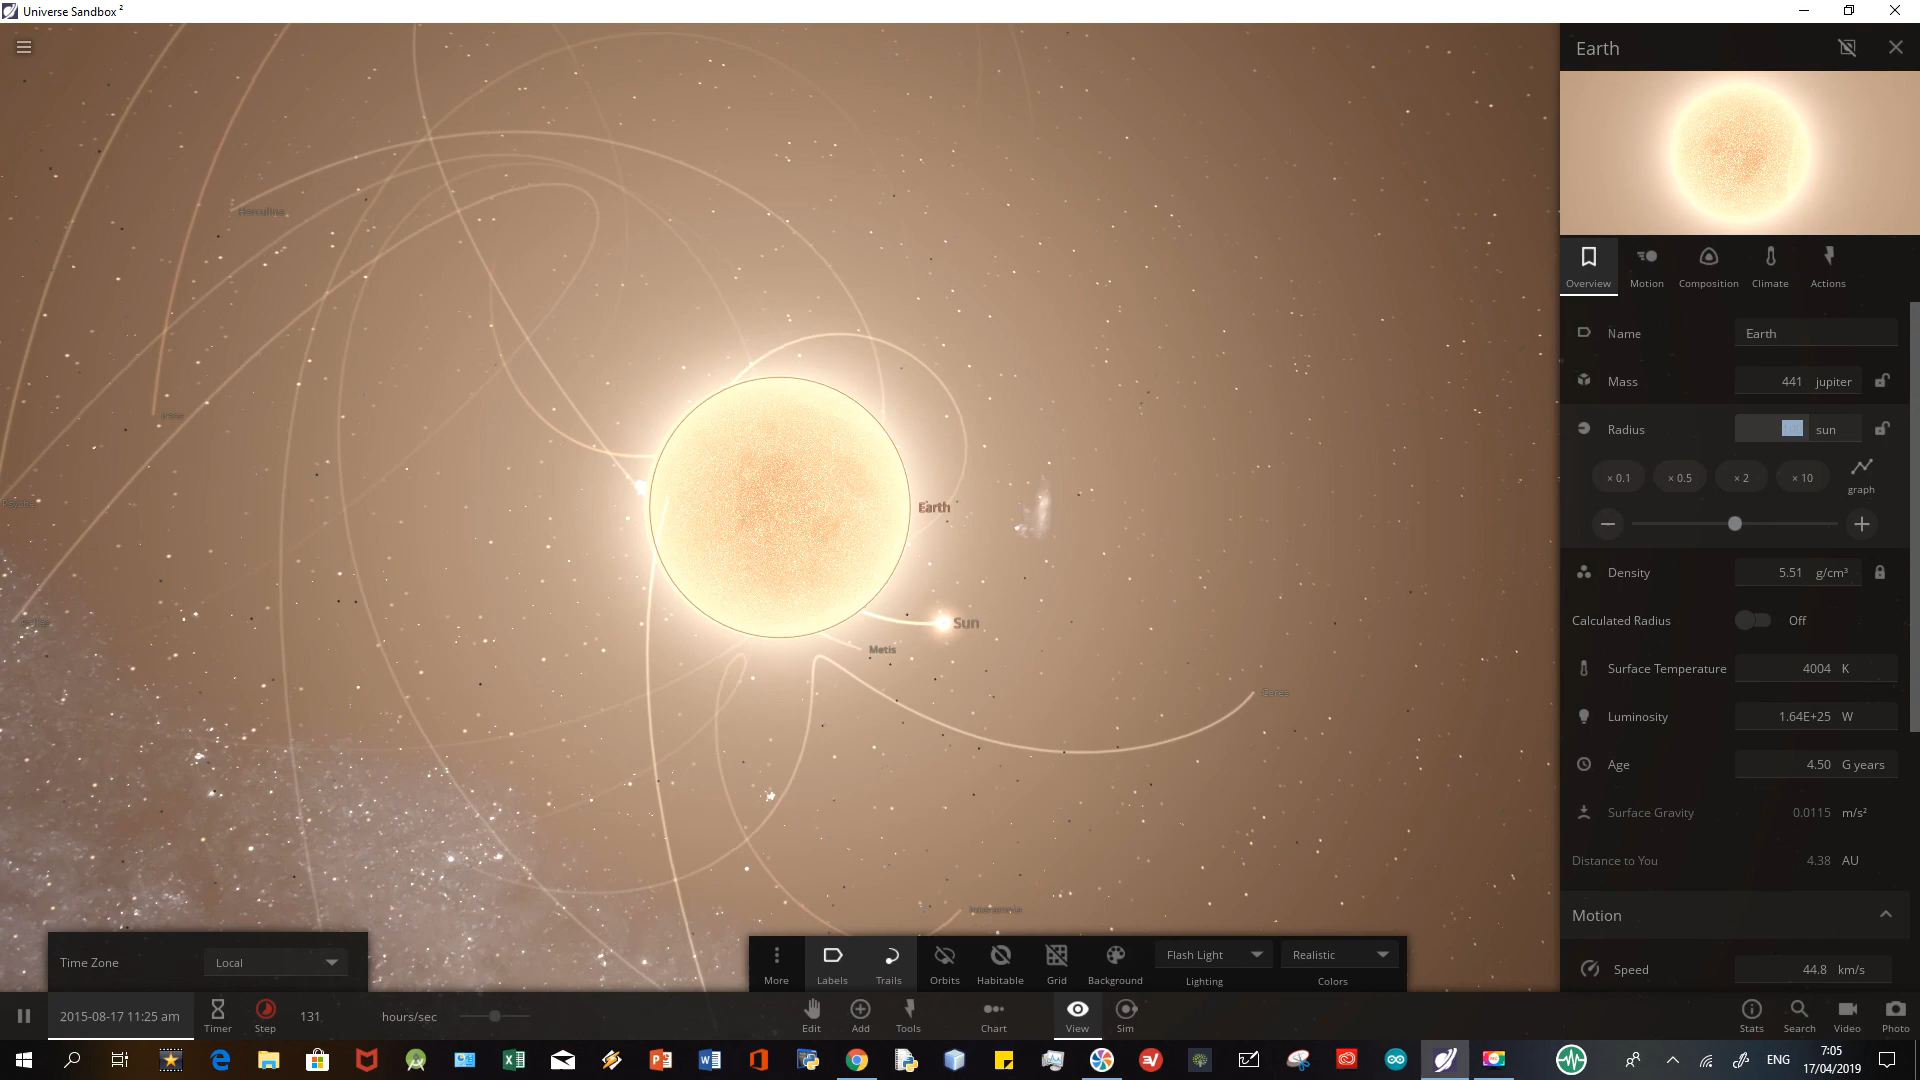 Universe Sandbox ²
Earth
Overview
Motion
Composition
Climate
Actions
Name
Earth
Mass
441 jupiter
Radius
sun
× 0.1
× 0.5
× 2
× 10
graph
Density
5.51 g/cm³
Calculated Radius
Off
Surface Temperature
4004 K
Luminosity
1.64E+25 W
Age
4.50 G years
Surface Gravity
0.0115 m/s²
Distance to You
4.38 AU
Motion
Speed
44.8 km/s
Herculina
Psyche
Earth
Sun
Metis
Ceres
Interamnia
Time Zone
Local
More
Labels
Trails
Orbits
Habitable
Grid
Background
Flash Light
Lighting
Realistic
Colors
2015-08-17 11:25 am
Timer
Step
131 hours/sec
Edit
Add
Tools
Chart
View
Sim
Stats
Search
Video
Photo
ENG
7:05
17/04/2019